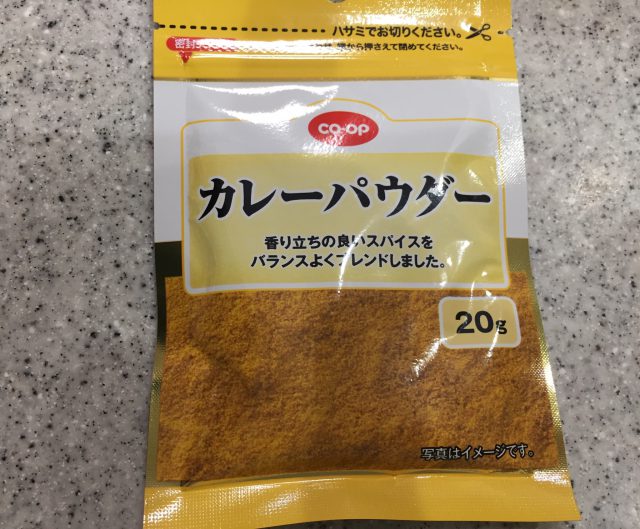 ハサミでお切りください。
から押さえて閉めてください。
CO-OP
カレーパウダー
香り立ちの良いスパイスを
バランスよくブレンドしました。
20g
写真はイメージです。